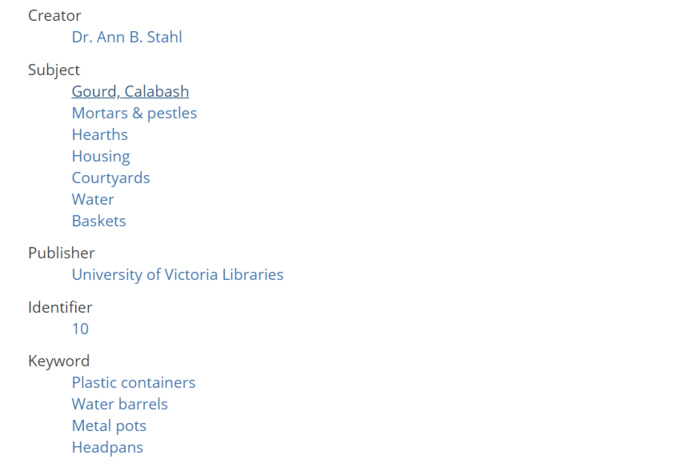 Creator
Dr. Ann B. Stahl
Subject
Gourd, Calabash
Mortars & pestles
Hearths
Housing
Courtyards
Water
Baskets
Publisher
University of Victoria Libraries
Identifier
10
Keyword
Plastic containers
Water barrels
Metal pots
Headpans